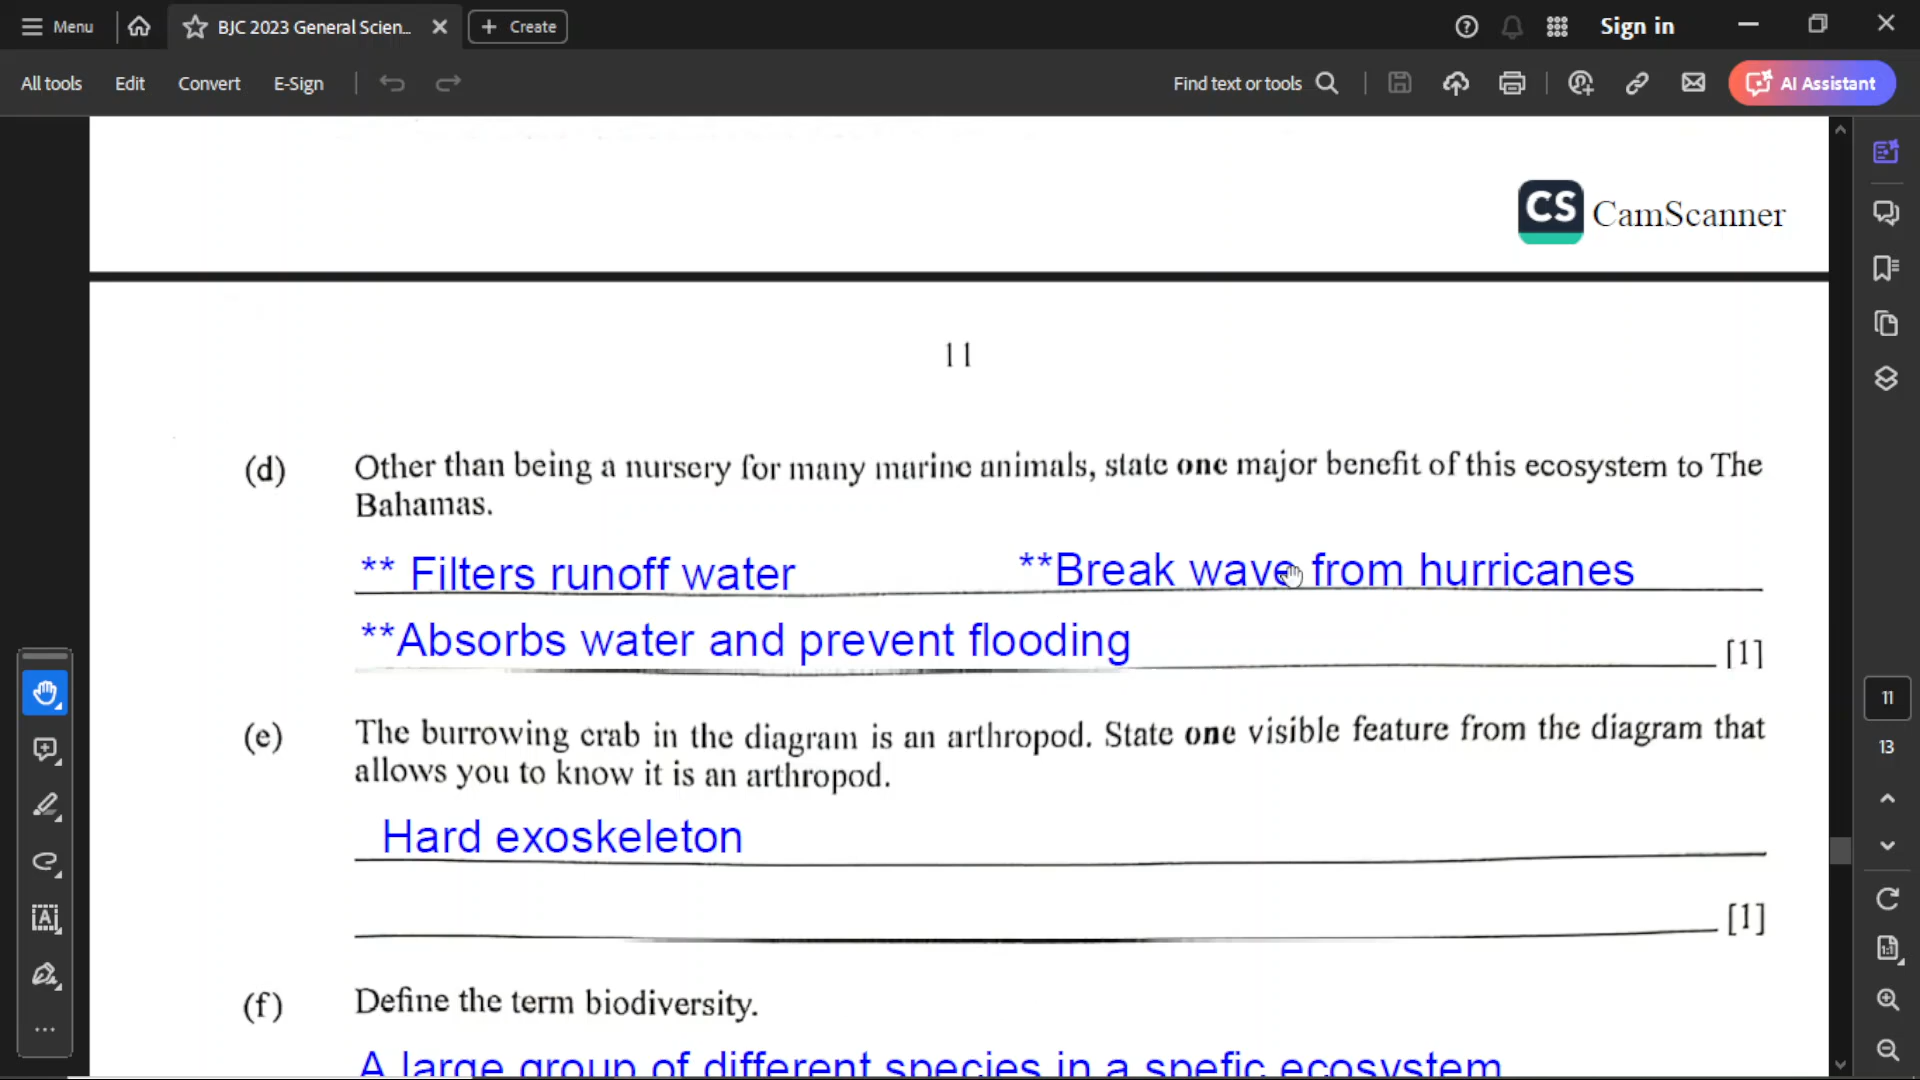 Menu
BJC 2023 General Scien...
Create
Sign in
All tools
Edit
Convert
E-Sign
Find text or tools
AI Assistant
CS CamScanner
11
(d) Other than being a nursery for many marine animals, state one major benefit of this ecosystem to The
Bahamas.
** Filters runoff water **Break wave from hurricanes
**Absorbs water and prevent flooding [1]
(e) The burrowing crab in the diagram is an arthropod. State one visible feature from the diagram that
allows you to know it is an arthropod.
Hard exoskeleton
[1]
(f) Define the term biodiversity.
A large group of different species in a spefic ecosystem
11
13